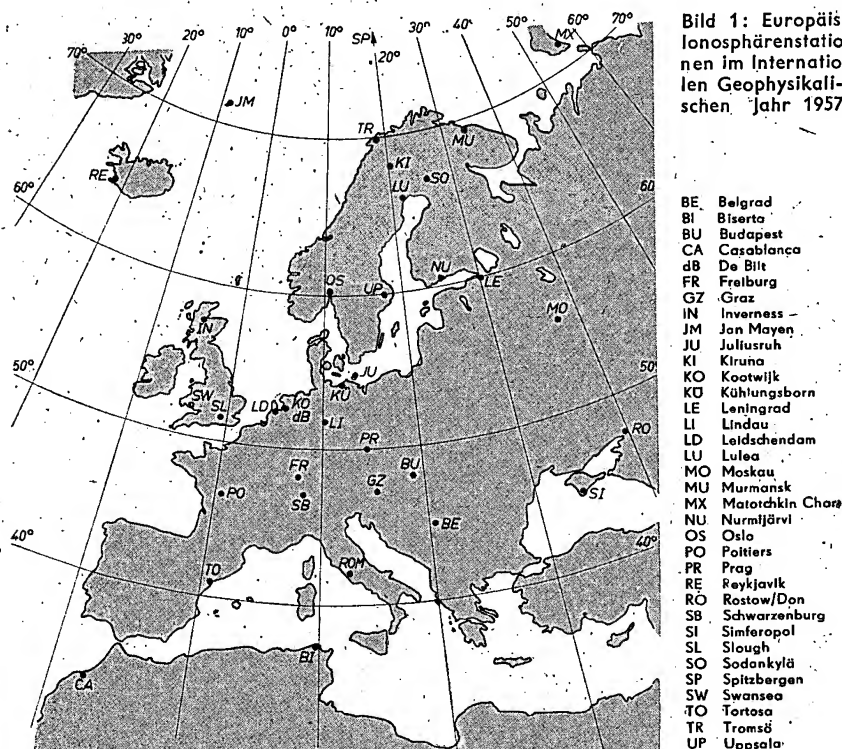 Bild 1: Europäis
Ionosphärenstatio
nen im Internatio
len Geophysikali-
schen Jahr 1957
BE Belgrad
BI Biserta
BU Budapest
CA Casablanca
dB De Bilt
FR Freiburg
GZ Graz
IN Inverness
JM Jan Mayen
JU Juliusruh
KI Kiruna
KO Kootwijk
KÜ Kühlungsborn
LE Leningrad
LI Lindau
LD Leidschendam
LU Lulea
MO Moskau
MU Murmansk
MX Matotchkin Char
NU Nurmijärvi
OS Oslo
PO Poitiers
PR Prag
RE Reykjavik
RO Rostow/Don
SB Schwarzenburg
SI Simferopol
SL Slough
SO Sodankylä
SP Spitzbergen
SW Swansea
TO Tortosa
TR Tromsö
UP Uppsala
70° 30° 20° 10° 0° 10° SP 20° 30° 40° 50° 60° 70°
MX
JM
TR
MU
RE
KI
SO
LU
60°
60°
OS
UP
NU
LE
IN
MO
50°
50°
JU
KÜ
SW
SL
LD
KO
dB
LI
RO
PR
FR
BU
PO
SB
GZ
SI
BE
40°
40°
TO
ROM
BI
CA